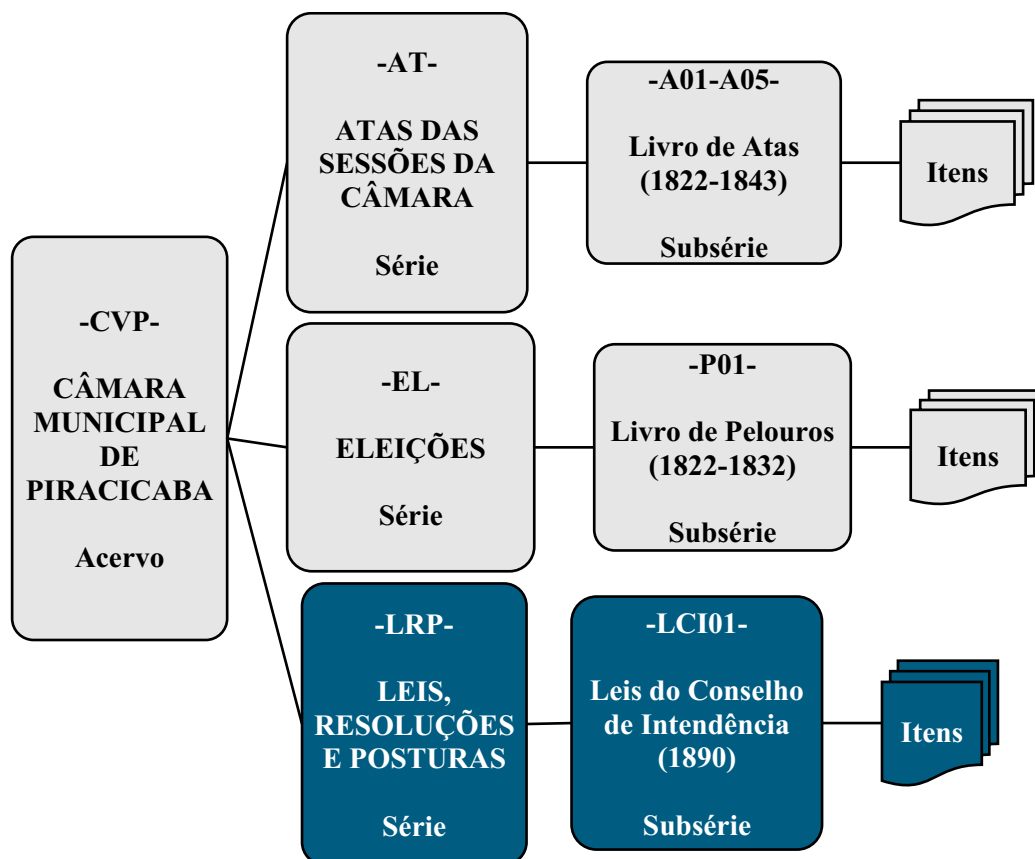 -CVP-
CÂMARA
MUNICIPAL
DE
PIRACICABA
Acervo
-AT-
ATAS DAS
SESSÕES DA
CÂMARA
Série
-A01-A05-
Livro de Atas
(1822-1843)
Subsérie
Itens
-EL-
ELEIÇÕES
Série
-P01-
Livro de Pelouros
(1822-1832)
Subsérie
Itens
-LRP-
LEIS,
RESOLUÇÕES
E POSTURAS
Série
-LCI01-
Leis do Conselho
de Intendência
(1890)
Subsérie
Itens